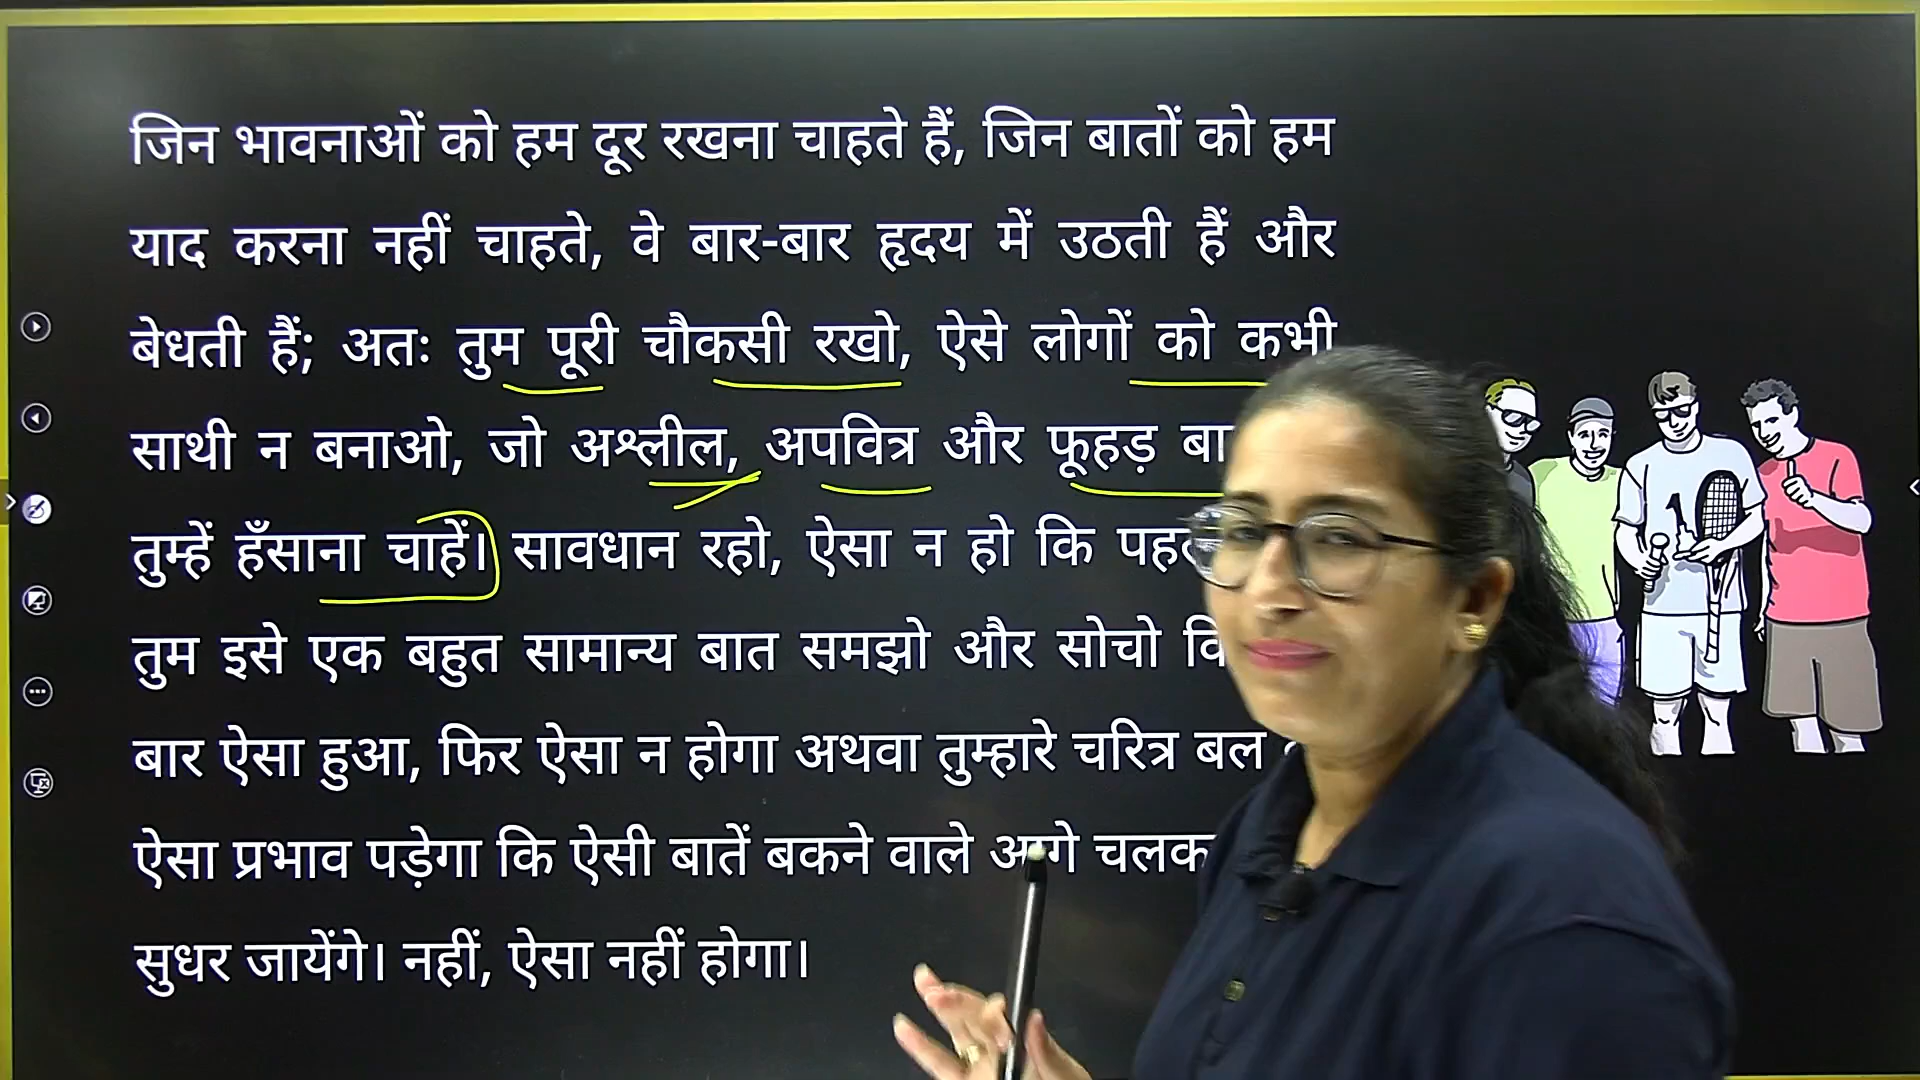 जिन भावनाओं को हम दूर रखना चाहते हैं, जिन बातों को हम
याद करना नहीं चाहते, वे बार-बार हृदय में उठती हैं और
बेधती हैं; अतः तुम पूरी चौकसी रखो, ऐसे लोगों को कभी
साथी न बनाओ, जो अश्लील, अपवित्र और फूहड़
तुम्हें हँसाना चाहें। सावधान रहो, ऐसा न हो कि
तुम इसे एक बहुत सामान्य बात समझो और सोचो
बार ऐसा हुआ, फिर ऐसा न होगा अथवा तुम्हारे चरित्र बल
ऐसा प्रभाव पड़ेगा कि ऐसी बातें बकने वाले आगे
सुधर जायेंगे। नहीं, ऐसा नहीं होगा।